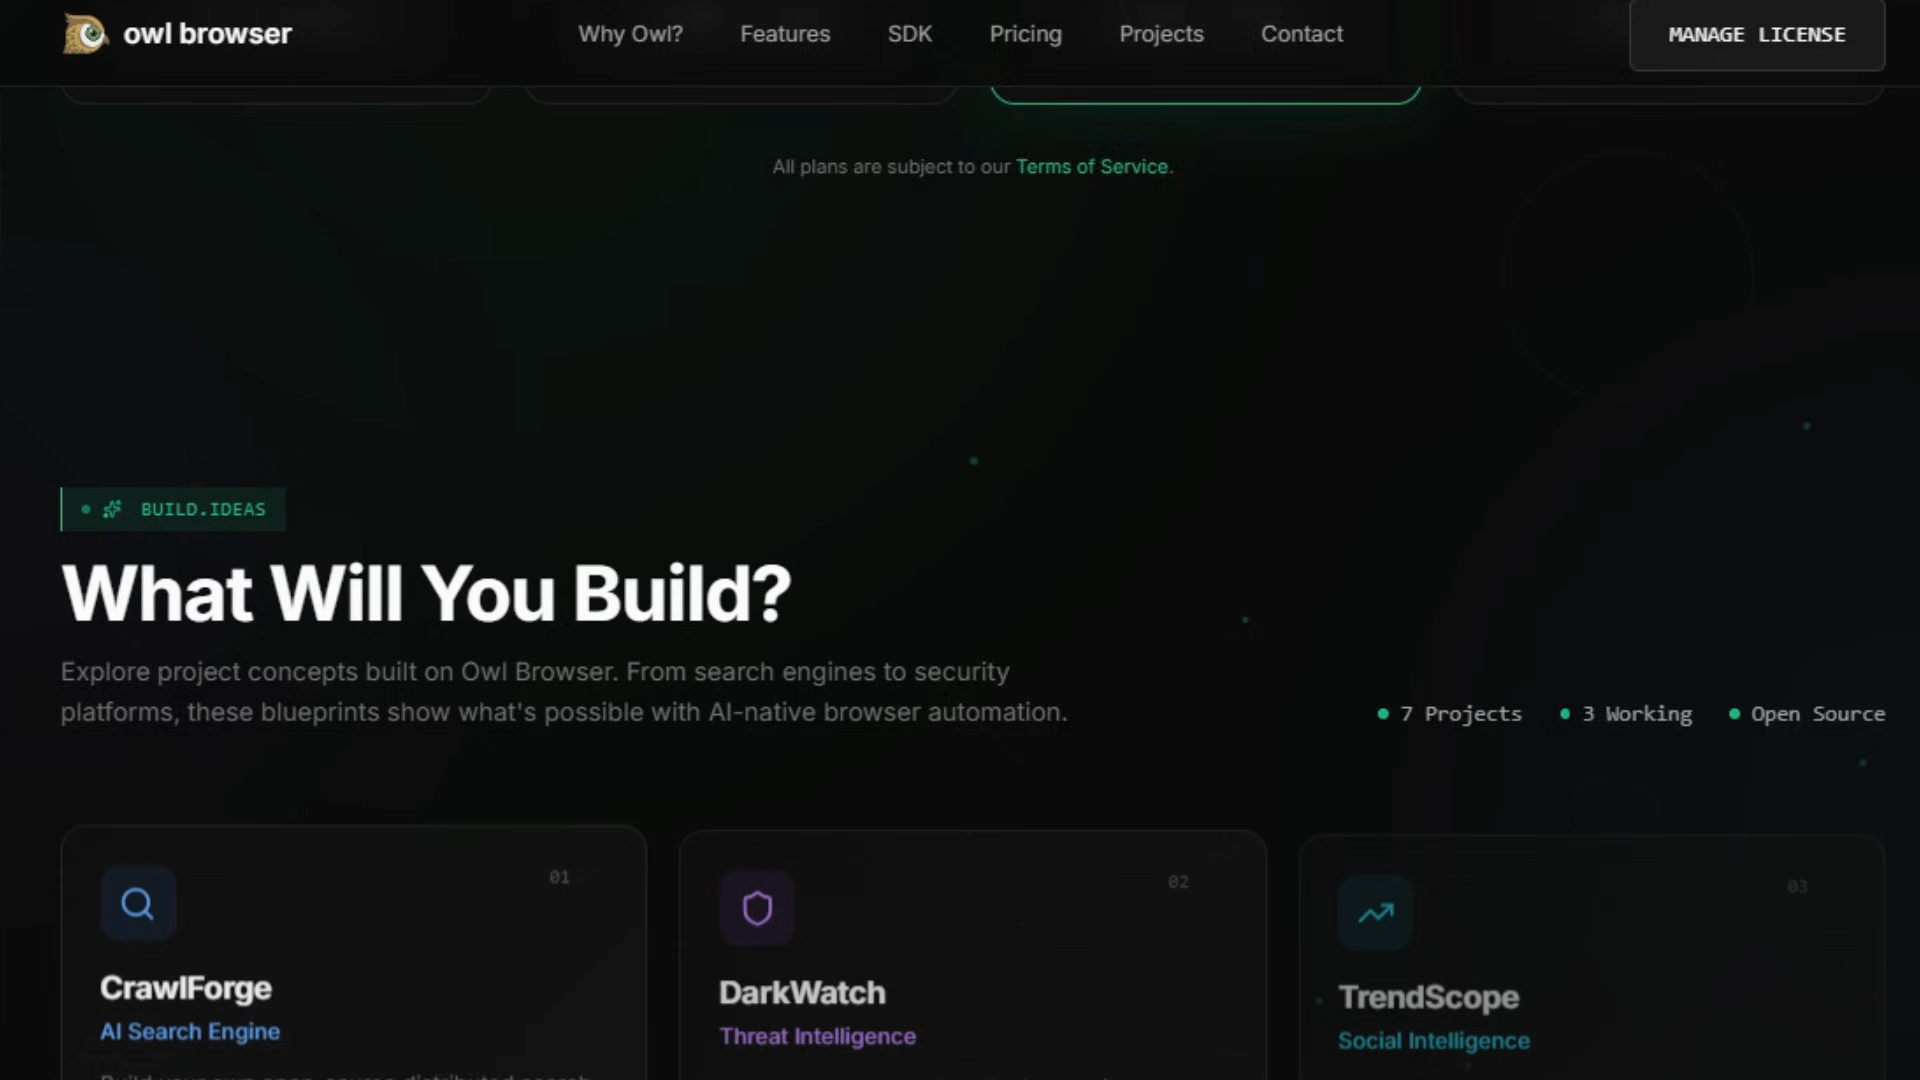 owl browser
Why Owl?
Features
SDK
Pricing
Projects
Contact
MANAGE LICENSE
All plans are subject to our Terms of Service.
BUILD.IDEAS
What Will You Build?
Explore project concepts built on Owl Browser. From search engines to security
platforms, these blueprints show what's possible with AI-native browser automation.
7 Projects
3 Working
Open Source
01
CrawlForge
AI Search Engine
02
DarkWatch
Threat Intelligence
03
TrendScope
Social Intelligence